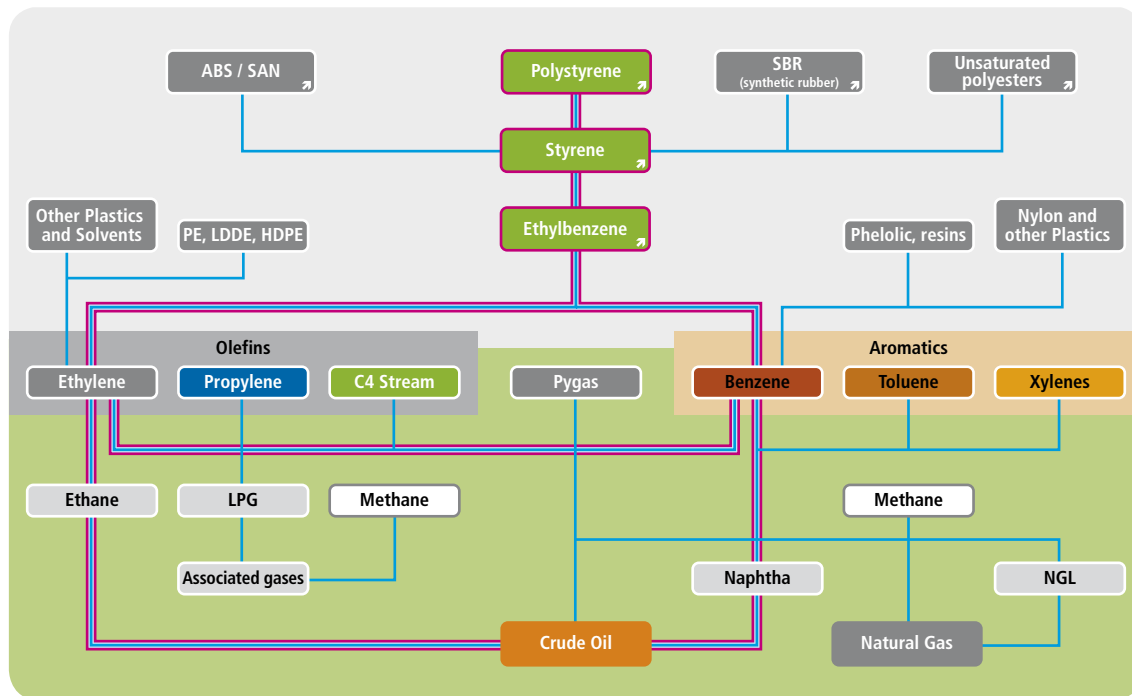 ABS / SAN
Polystyrene
SBR
(synthetic rubber)
Unsaturated
polyesters
Styrene
Other Plastics
and Solvents
PE, LDDE, HDPE
Ethylbenzene
Phelolic, resins
Nylon and
other Plastics
Olefins
Aromatics
Ethylene
Propylene
C4 Stream
Pygas
Benzene
Toluene
Xylenes
Ethane
LPG
Methane
Methane
Associated gases
Naphtha
NGL
Crude Oil
Natural Gas